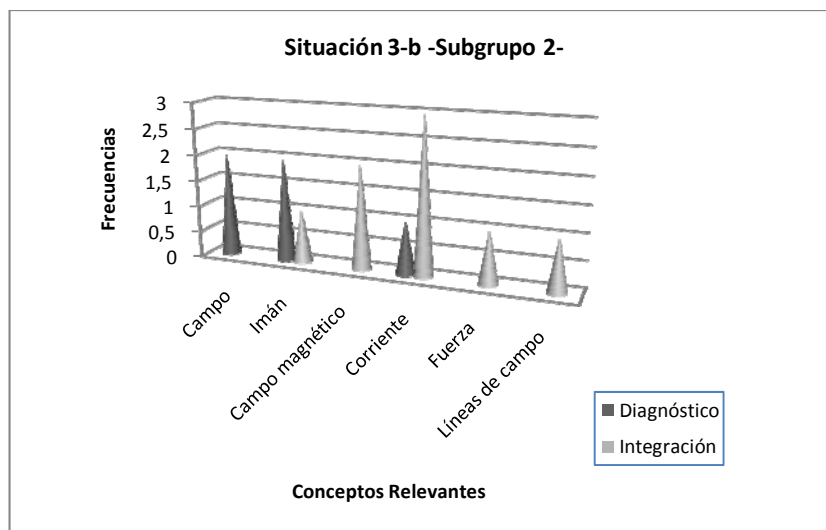 Situación 3-b -Subgrupo 2-
Frecuencias
3
2,5
2
1,5
1
0,5
0
Campo
Imán
Campo magnético
Corriente
Fuerza
Líneas de campo
Diagnóstico
Integración
Conceptos Relevantes